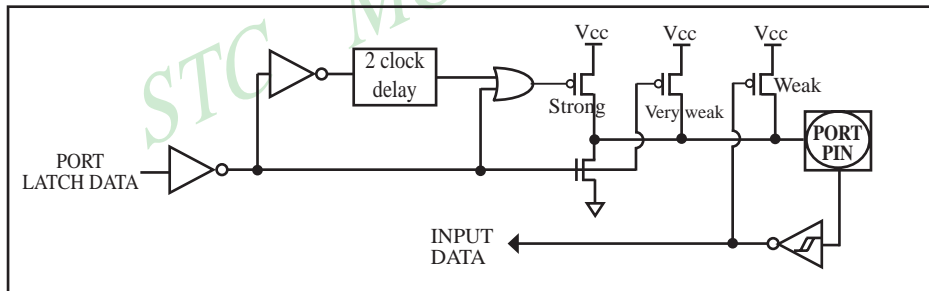 STC M
Vcc
Vcc
Vcc
2 clock
delay
Strong
Very weak
Weak
PORT
PIN
PORT
LATCH DATA
INPUT
DATA